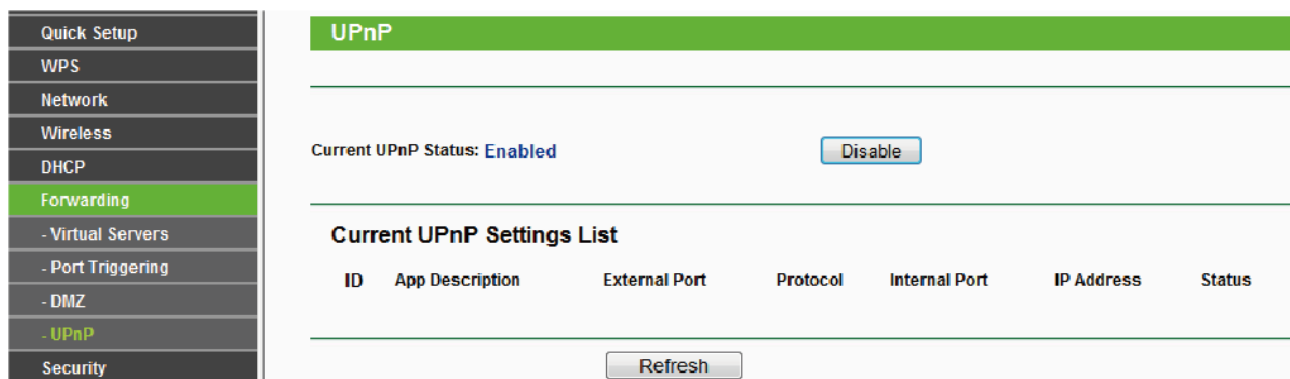 Quick Setup
WPS
Network
Wireless
DHCP
Forwarding
- Virtual Servers
- Port Triggering
- DMZ
- UPnP
Security
UPnP
Current UPnP Status: Enabled Disable
Current UPnP Settings List
ID App Description External Port Protocol Internal Port IP Address Status
Refresh